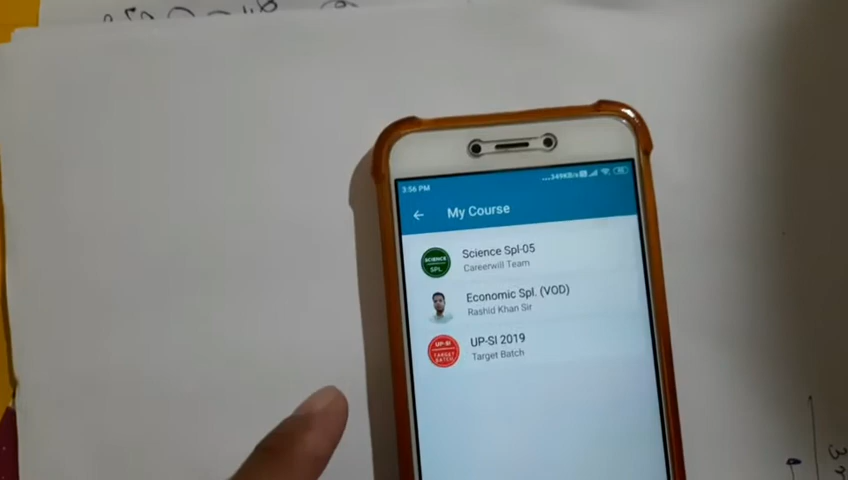 3:56 PM ...349KB/s
My Course
SCIENCE
SPL
Science Spl-05
Careerwill Team
Economic Spl. (VOD)
Rashid Khan Sir
UP-SI
TARGET
BATCH
UP-SI 2019
Target Batch